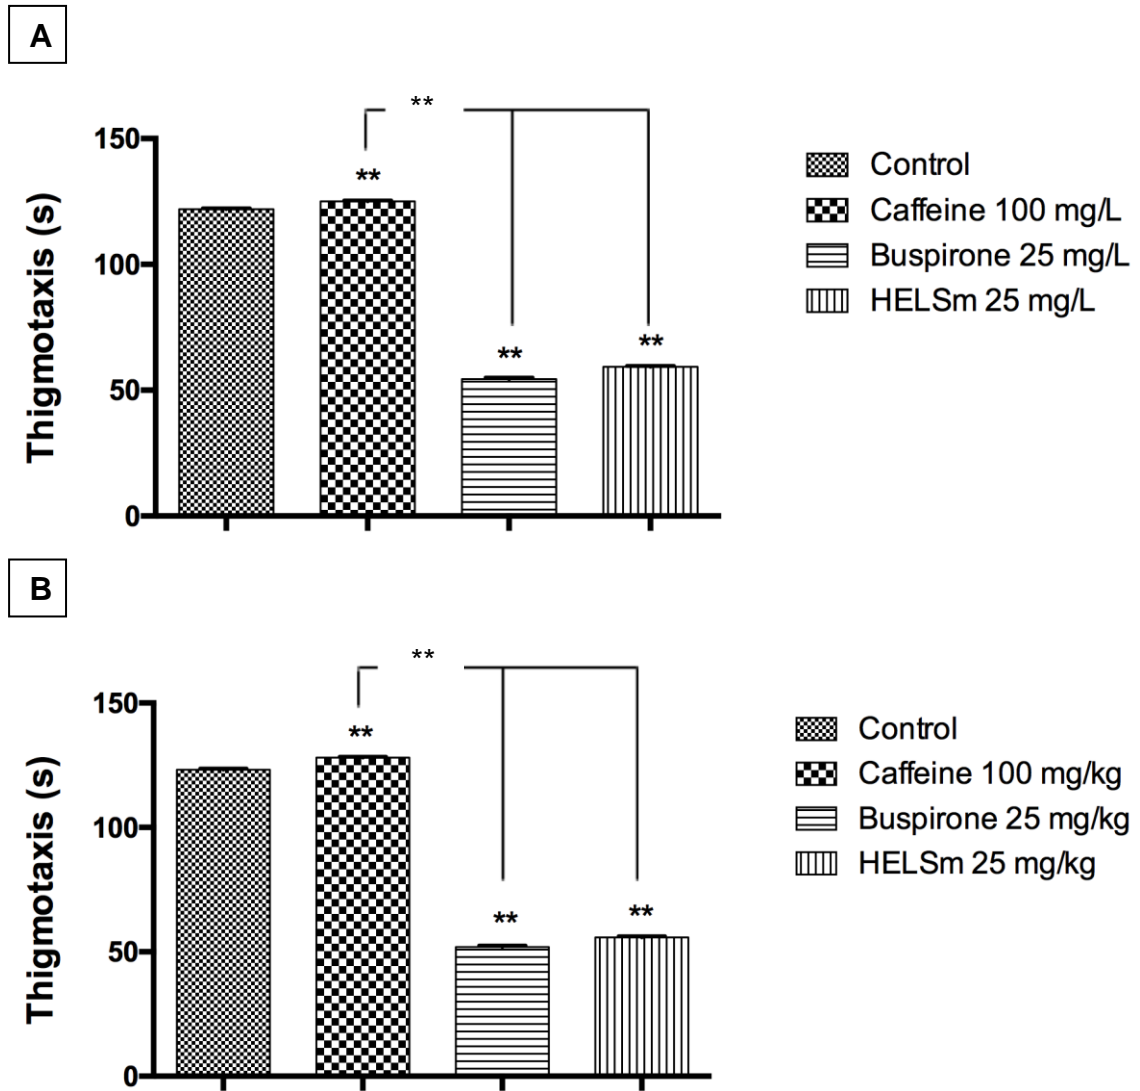 A
**
150
**
100
**
**
50
0
Thigmotaxis (s)
Control
Caffeine 100 mg/L
Buspirone 25 mg/L
HELSm 25 mg/L
B
**
150
**
100
**
**
50
0
Thigmotaxis (s)
Control
Caffeine 100 mg/kg
Buspirone 25 mg/kg
HELSm 25 mg/kg